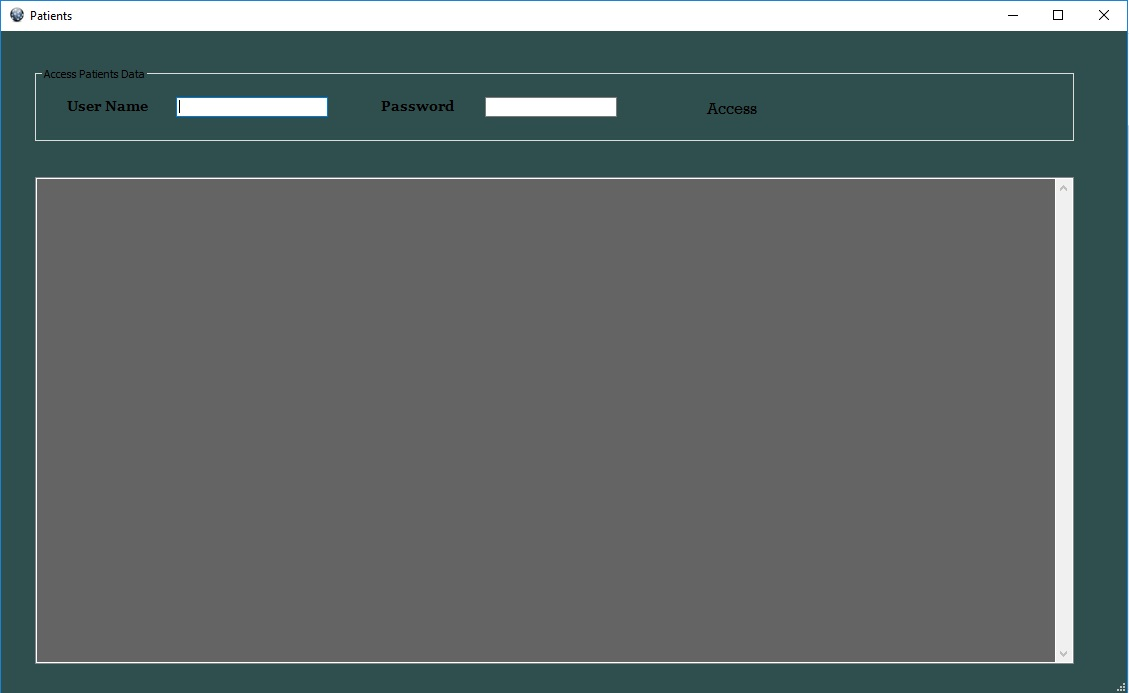 Patients
Access Patients Data
User Name Password Access